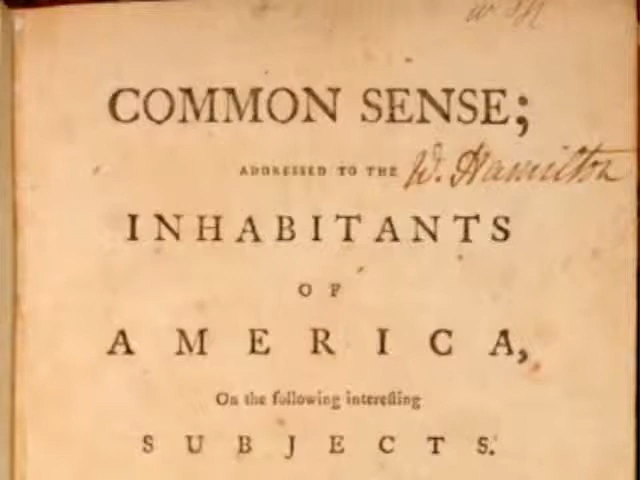 COMMON SENSE;
ADDRESSED TO THE W. Hamilton
INHABITANTS
OF
AMERICA,
On the following intereſting
SUBJECTS.